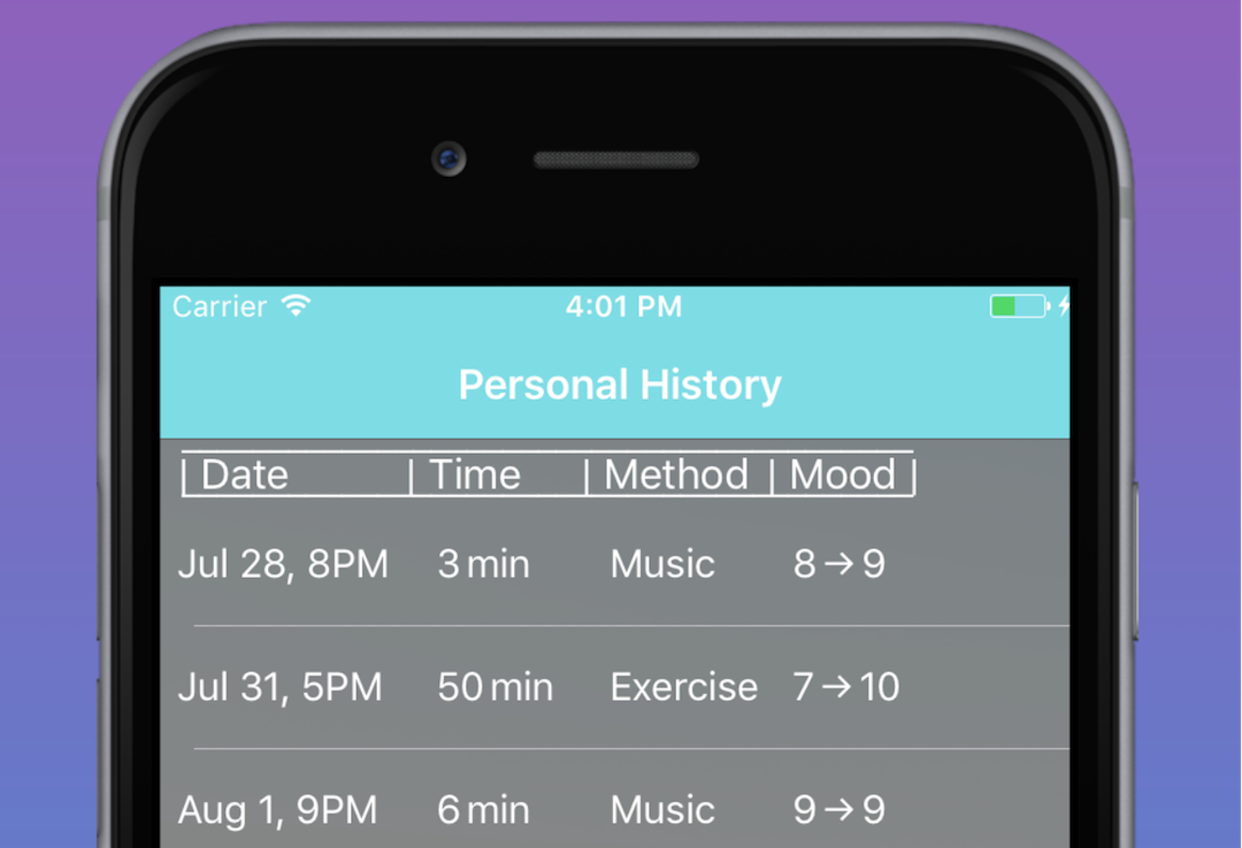 Carrier 4:01 PM
Personal History
| Date | Time | Method | Mood |
Jul 28, 8PM 3 min Music 8 → 9
Jul 31, 5PM 50 min Exercise 7 → 10
Aug 1, 9PM 6 min Music 9 → 9